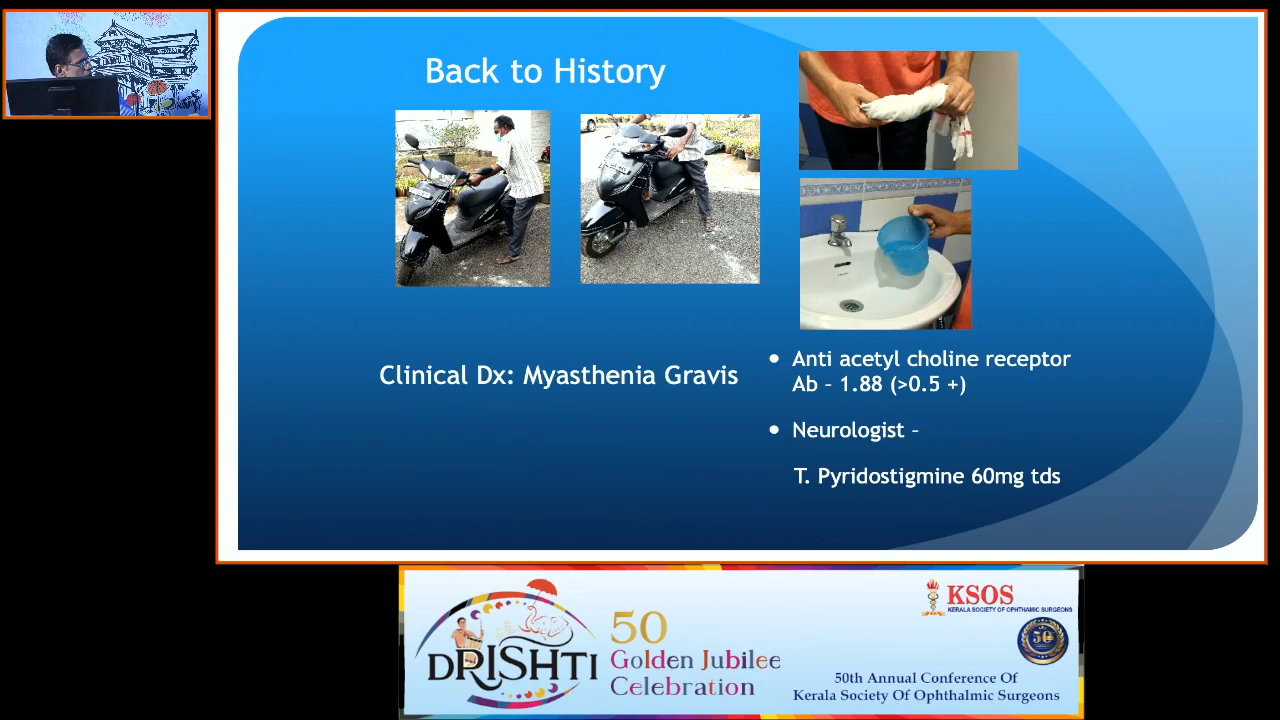 Back to History
Clinical Dx: Myasthenia Gravis
• Anti acetyl choline receptor
Ab – 1.88 (>0.5 +)
• Neurologist –
T. Pyridostigmine 60mg tds
DRISHTI
50
Golden Jubilee
Celebration
KSOS
KERALA SOCIETY OF OPHTHAMIC SURGEONS
50
50th Annual Conference Of
Kerala Society Of Ophthalmic Surgeons